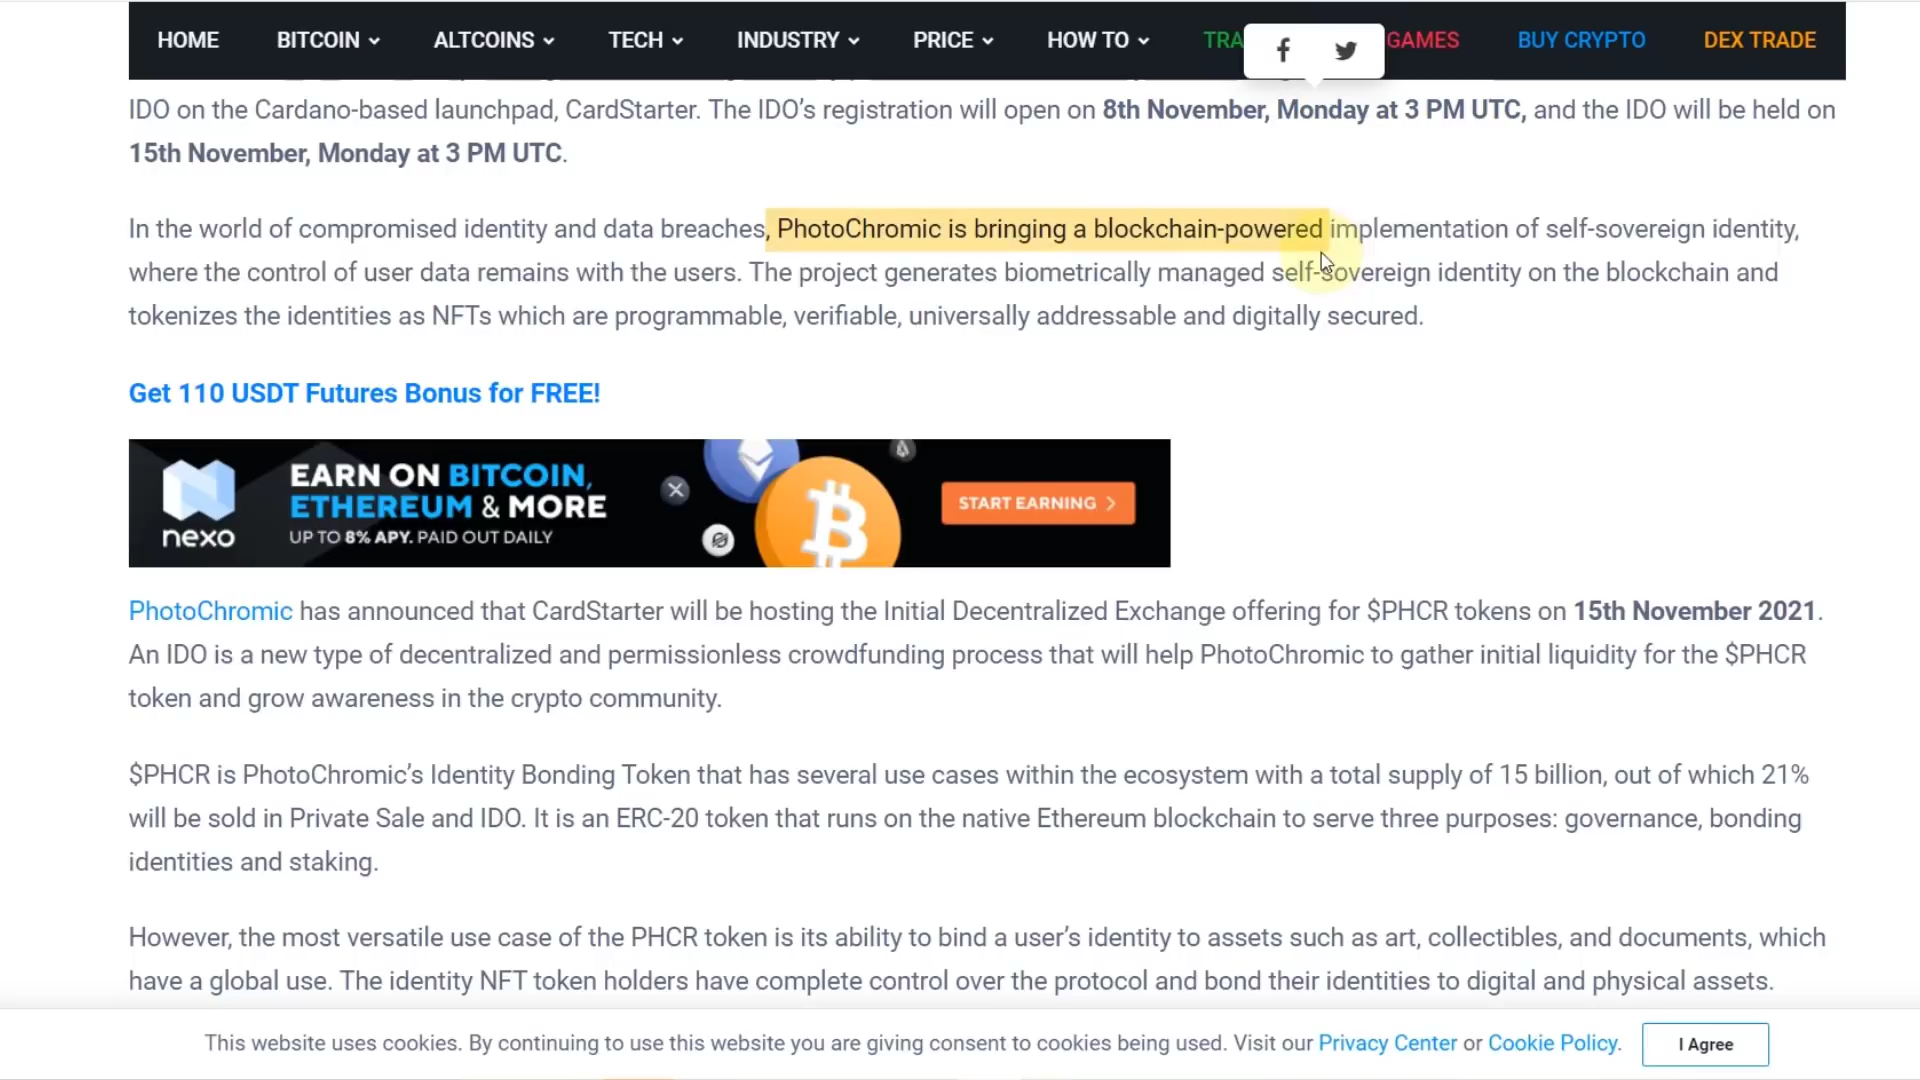 HOME BITCOIN ALTCOINS TECH INDUSTRY PRICE HOW TO TRA GAMES BUY CRYPTO DEX TRADE
IDO on the Cardano-based launchpad, CardStarter. The IDO’s registration will open on 8th November, Monday at 3 PM UTC, and the IDO will be held on
15th November, Monday at 3 PM UTC.
In the world of compromised identity and data breaches, PhotoChromic is bringing a blockchain-powered implementation of self-sovereign identity,
where the control of user data remains with the users. The project generates biometrically managed self-sovereign identity on the blockchain and
tokenizes the identities as NFTs which are programmable, verifiable, universally addressable and digitally secured.
Get 110 USDT Futures Bonus for FREE!
EARN ON BITCOIN,
ETHEREUM & MORE
UP TO 8% APY. PAID OUT DAILY
nexo
START EARNING
PhotoChromic has announced that CardStarter will be hosting the Initial Decentralized Exchange offering for $PHCR tokens on 15th November 2021.
An IDO is a new type of decentralized and permissionless crowdfunding process that will help PhotoChromic to gather initial liquidity for the $PHCR
token and grow awareness in the crypto community.
$PHCR is PhotoChromic’s Identity Bonding Token that has several use cases within the ecosystem with a total supply of 15 billion, out of which 21%
will be sold in Private Sale and IDO. It is an ERC-20 token that runs on the native Ethereum blockchain to serve three purposes: governance, bonding
identities and staking.
However, the most versatile use case of the PHCR token is its ability to bind a user’s identity to assets such as art, collectibles, and documents, which
have a global use. The identity NFT token holders have complete control over the protocol and bond their identities to digital and physical assets.
This website uses cookies. By continuing to use this website you are giving consent to cookies being used. Visit our Privacy Center or Cookie Policy.
I Agree